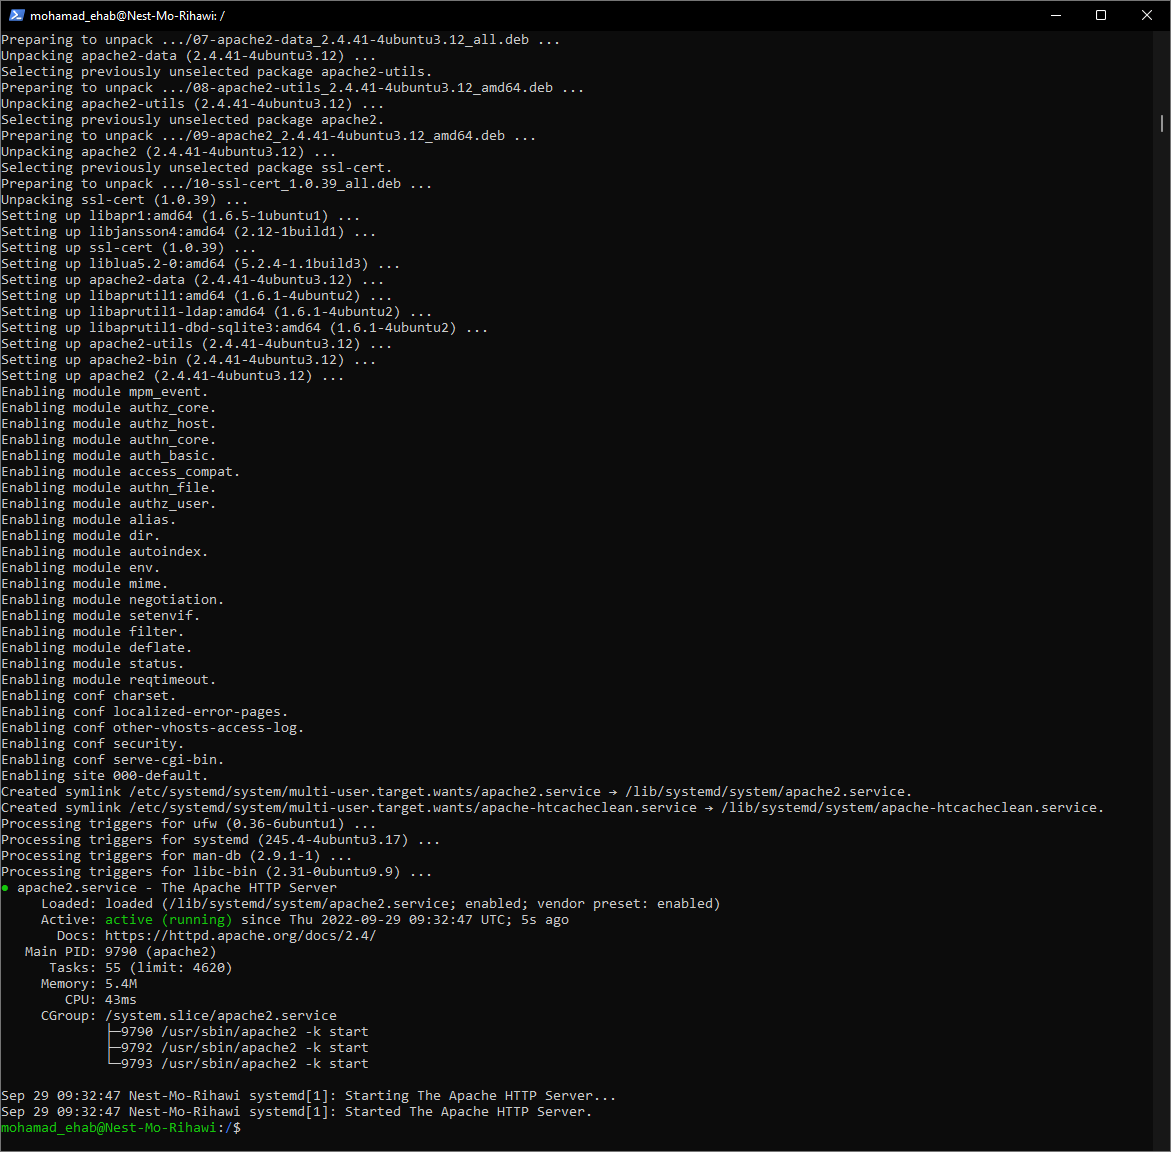 mohamad_ehab@Nest-Mo-Rihawi: /
Preparing to unpack .../07-apache2-data_2.4.41-4ubuntu3.12_all.deb ...
Unpacking apache2-data (2.4.41-4ubuntu3.12) ...
Selecting previously unselected package apache2-utils.
Preparing to unpack .../08-apache2-utils_2.4.41-4ubuntu3.12_amd64.deb ...
Unpacking apache2-utils (2.4.41-4ubuntu3.12) ...
Selecting previously unselected package apache2.
Preparing to unpack .../09-apache2_2.4.41-4ubuntu3.12_amd64.deb ...
Unpacking apache2 (2.4.41-4ubuntu3.12) ...
Selecting previously unselected package ssl-cert.
Preparing to unpack .../10-ssl-cert_1.0.39_all.deb ...
Unpacking ssl-cert (1.0.39) ...
Setting up libapr1:amd64 (1.6.5-1ubuntu1) ...
Setting up libjansson4:amd64 (2.12-1build1) ...
Setting up ssl-cert (1.0.39) ...
Setting up liblua5.2-0:amd64 (5.2.4-1.1build3) ...
Setting up apache2-data (2.4.41-4ubuntu3.12) ...
Setting up libaprutil1:amd64 (1.6.1-4ubuntu2) ...
Setting up libaprutil1-ldap:amd64 (1.6.1-4ubuntu2) ...
Setting up libaprutil1-dbd-sqlite3:amd64 (1.6.1-4ubuntu2) ...
Setting up apache2-utils (2.4.41-4ubuntu3.12) ...
Setting up apache2-bin (2.4.41-4ubuntu3.12) ...
Setting up apache2 (2.4.41-4ubuntu3.12) ...
Enabling module mpm_event.
Enabling module authz_core.
Enabling module authz_host.
Enabling module authn_core.
Enabling module auth_basic.
Enabling module access_compat.
Enabling module authn_file.
Enabling module authz_user.
Enabling module alias.
Enabling module dir.
Enabling module autoindex.
Enabling module env.
Enabling module mime.
Enabling module negotiation.
Enabling module setenvif.
Enabling module filter.
Enabling module deflate.
Enabling module status.
Enabling module reqtimeout.
Enabling conf charset.
Enabling conf localized-error-pages.
Enabling conf other-vhosts-access-log.
Enabling conf security.
Enabling conf serve-cgi-bin.
Enabling site 000-default.
Created symlink /etc/systemd/system/multi-user.target.wants/apache2.service → /lib/systemd/system/apache2.service.
Created symlink /etc/systemd/system/multi-user.target.wants/apache-htcacheclean.service → /lib/systemd/system/apache-htcacheclean.service.
Processing triggers for ufw (0.36-6ubuntu1) ...
Processing triggers for systemd (245.4-4ubuntu3.17) ...
Processing triggers for man-db (2.9.1-1) ...
Processing triggers for libc-bin (2.31-0ubuntu9.9) ...
● apache2.service - The Apache HTTP Server
     Loaded: loaded (/lib/systemd/system/apache2.service; enabled; vendor preset: enabled)
     Active: active (running) since Thu 2022-09-29 09:32:47 UTC; 5s ago
       Docs: https://httpd.apache.org/docs/2.4/
   Main PID: 9790 (apache2)
      Tasks: 55 (limit: 4620)
     Memory: 5.4M
        CPU: 43ms
     CGroup: /system.slice/apache2.service
             ├─9790 /usr/sbin/apache2 -k start
             ├─9792 /usr/sbin/apache2 -k start
             └─9793 /usr/sbin/apache2 -k start
Sep 29 09:32:47 Nest-Mo-Rihawi systemd[1]: Starting The Apache HTTP Server...
Sep 29 09:32:47 Nest-Mo-Rihawi systemd[1]: Started The Apache HTTP Server.
mohamad_ehab@Nest-Mo-Rihawi:/$